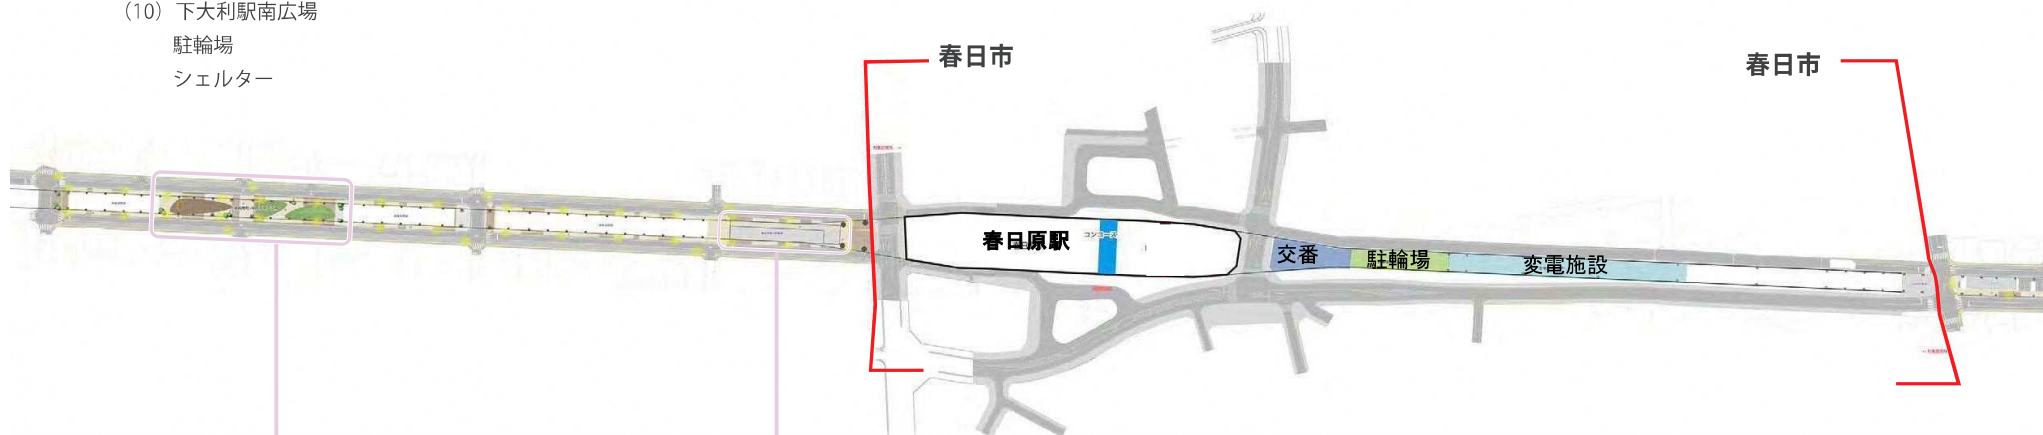 （10）下大利駅南広場
駐輪場
シェルター
春日市
春日市
春日原駅
コンコース
交番
駐輪場
変電施設